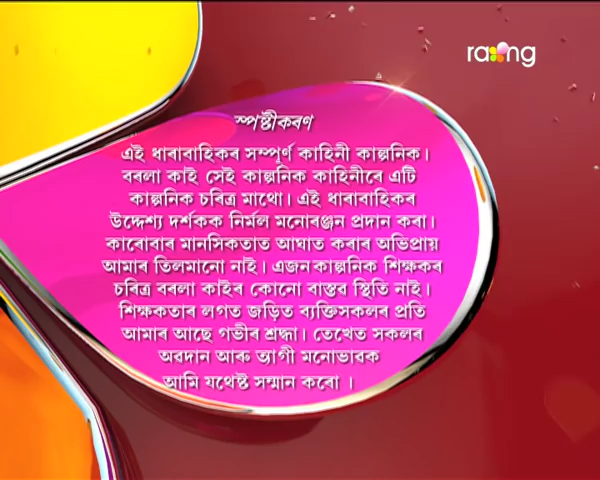 rang
স্পষ্টীকৰণ
এই ধাৰাবাহিকৰ সম্পূৰ্ণ কাহিনী কাল্পনিক।
বৰলা কাই সেই কাল্পনিক কাহিনীৰে এটি
কাল্পনিক চৰিত্ৰ মাথো। এই ধাৰাবাহিকৰ
উদ্দেশ্য দৰ্শকক নিৰ্মল মনোৰঞ্জন প্ৰদান কৰা।
কাৰোবাৰ মানসিকতাত আঘাত কৰাৰ অভিপ্ৰায়
আমাৰ তিলমানো নাই। এজন কাল্পনিক শিক্ষকৰ
চৰিত্ৰ বৰলা কাইৰ কোনো বাস্তৱ স্থিতি নাই।
শিক্ষকতাৰ লগত জড়িত ব্যক্তিসকলৰ প্ৰতি
আমাৰ আছে গভীৰ শ্ৰদ্ধা। তেখেত সকলৰ
অৱদান আৰু ত্যাগী মনোভাৱক
আমি যথেষ্ট সন্মান কৰো ।